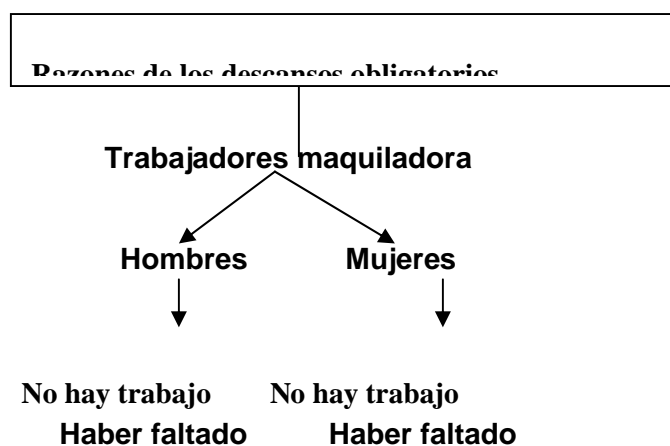 Razones de los descansos obligatorios
Trabajadores maquiladora
Hombres Mujeres
No hay trabajo No hay trabajo
Haber faltado Haber faltado